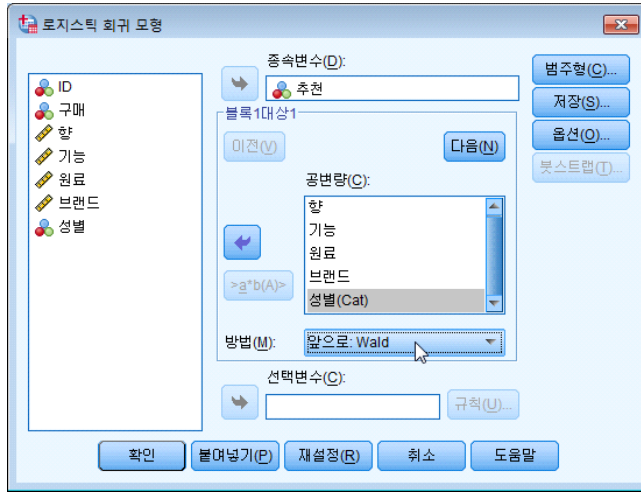 로지스틱 회귀 모형
ID
구매
향
기능
원료
브랜드
성별
종속변수(D):
추천
블록1대상1
이전(V)
다음(N)
공변량(C):
향
기능
원료
브랜드
성별(Cat)
>a*b(A)>
방법(M):
앞으로: Wald
선택변수(C):
규칙(U)...
범주형(C)...
저장(S)...
옵션(O)...
붓스트랩(T)...
확인
붙여넣기(P)
재설정(R)
취소
도움말